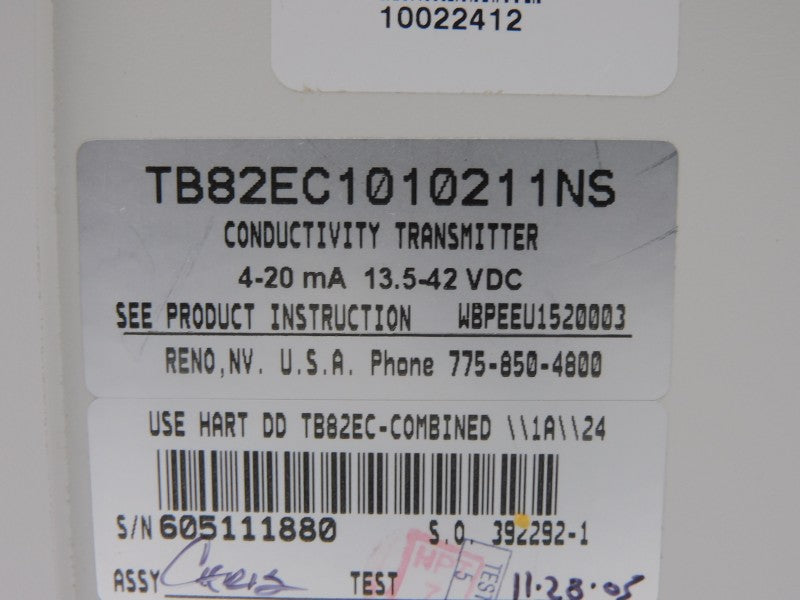 10022412
TB82EC1010211NS
CONDUCTIVITY TRANSMITTER
4-20 mA 13.5-42 VDC
SEE PRODUCT INSTRUCTION WBPEEU1520003
RENO,NV. U.S.A. Phone 775-850-4800
USE HART DD TB82EC-COMBINED \\1A\\24
S/N 605111880 S.O. 392292-1
ASSY Chris TEST 11-28-05
TEST